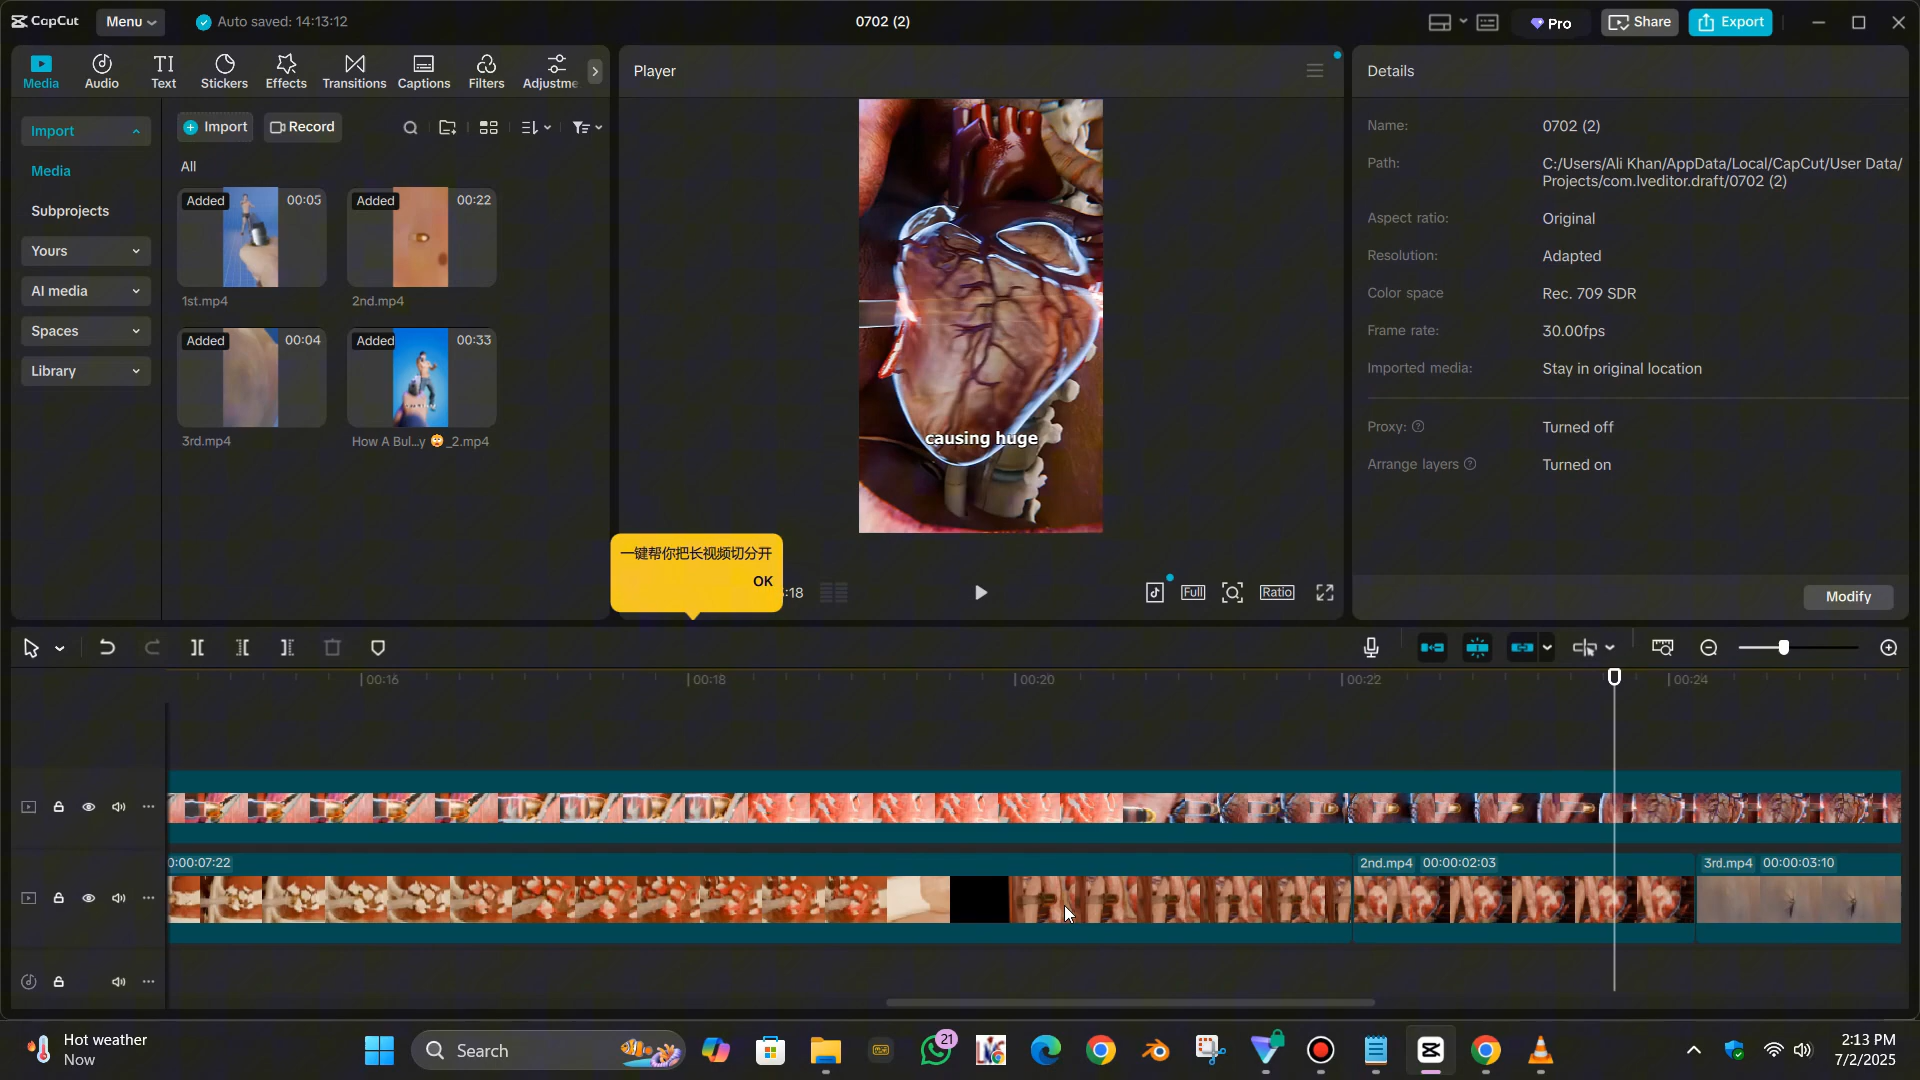 CapCut
Menu
Auto saved: 14:13:12
0702 (2)
Pro
Share
Export
Media
Audio
Text
Stickers
Effects
Transitions
Captions
Filters
Adjustme
Player
Details
Import
Media
Subprojects
Yours
AI media
Spaces
Library
Import
Record
All
Added 00:05
1st.mp4
Added 00:22
2nd.mp4
Added 00:04
3rd.mp4
Added 00:33
How A Bul...y 🤯 _2.mp4
causing huge
一键帮你把长视频切分开
OK
:18
Full
Ratio
Name: 0702 (2)
Path: C:/Users/Ali Khan/AppData/Local/CapCut/User Data/
Projects/com.lveditor.draft/0702 (2)
Aspect ratio: Original
Resolution: Adapted
Color space Rec. 709 SDR
Frame rate: 30.00fps
Imported media: Stay in original location
Proxy: Turned off
Arrange layers Turned on
Modify
00:16
00:18
00:20
00:22
00:24
0:00:07:22
2nd.mp4 00:00:02:03
3rd.mp4 00:00:03:10
Hot weather
Now
Search
21
2:13 PM
7/2/2025